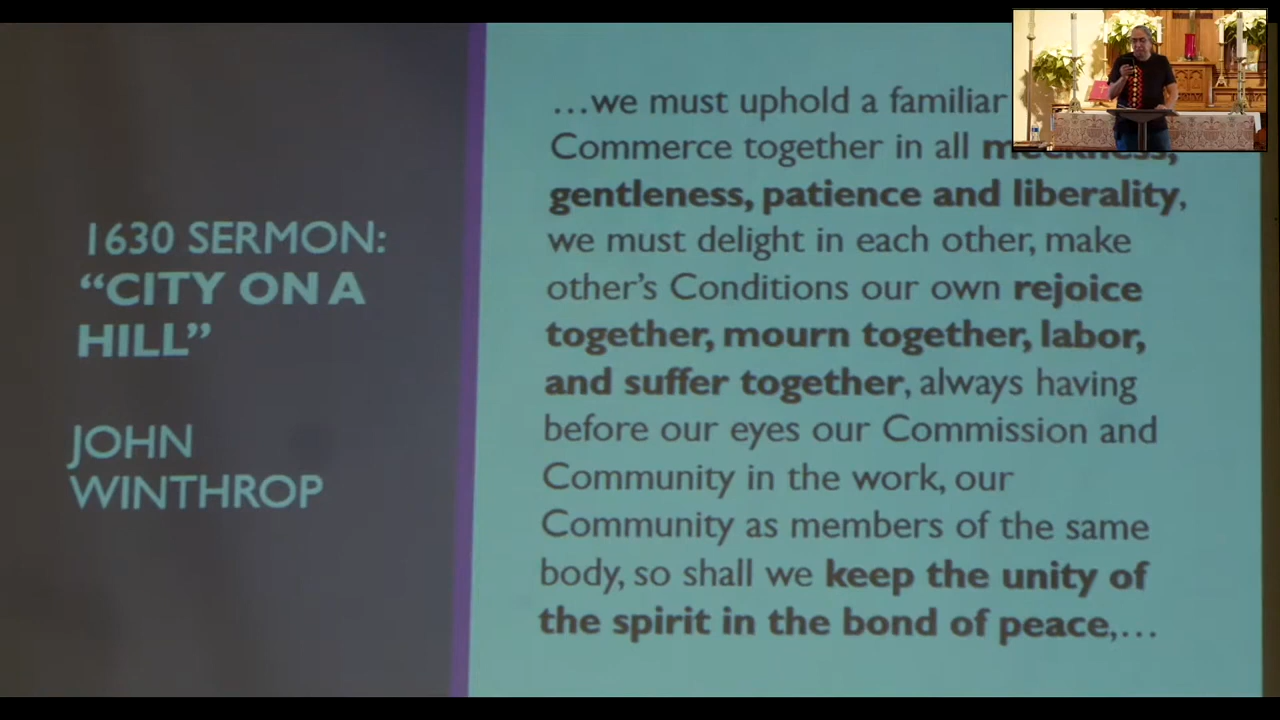 1630 SERMON:
“CITY ON A
HILL”
JOHN
WINTHROP
…we must uphold a familiar
Commerce together in all meekness,
gentleness, patience and liberality,
we must delight in each other, make
other’s Conditions our own rejoice
together, mourn together, labor,
and suffer together, always having
before our eyes our Commission and
Community in the work, our
Community as members of the same
body, so shall we keep the unity of
the spirit in the bond of peace,…